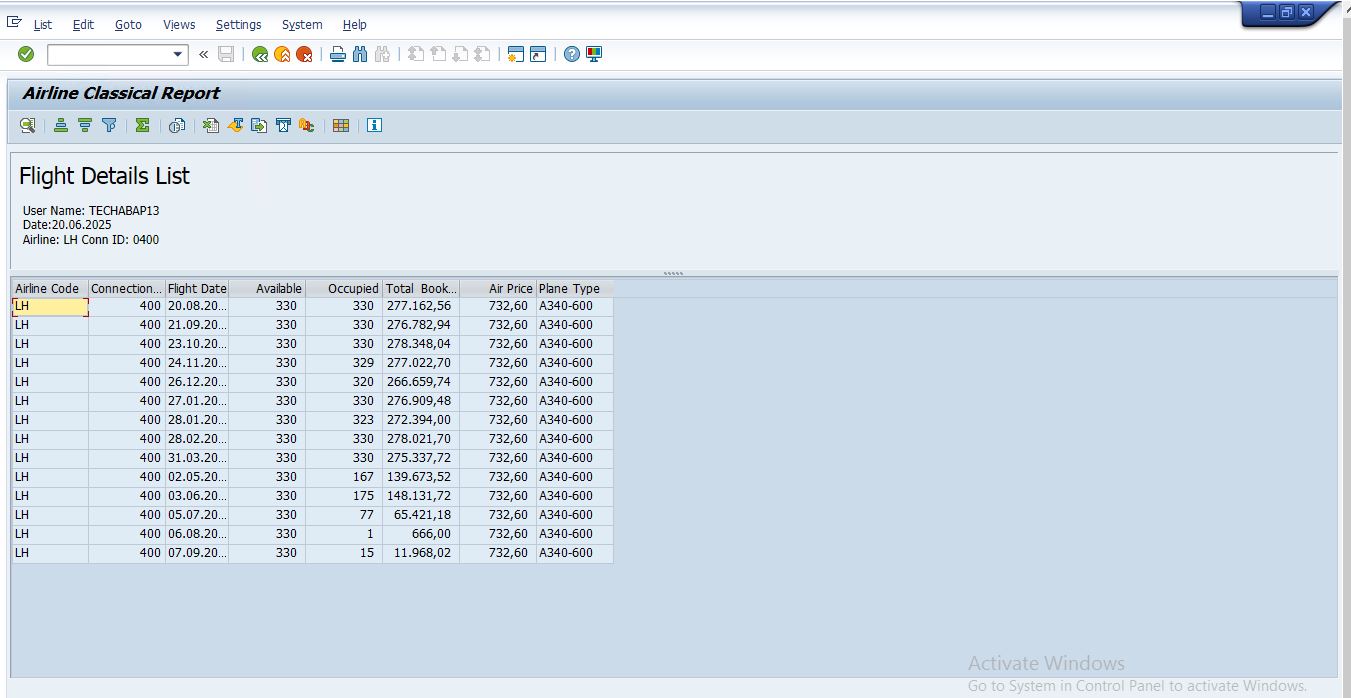 List Edit Goto Views Settings System Help
Airline Classical Report
Flight Details List
User Name: TECHABAP13
Date:20.06.2025
Airline: LH Conn ID: 0400
Airline Code Connection... Flight Date Available Occupied Total Book... Air Price Plane Type
LH 400 20.08.20... 330 330 277.162,56 732,60 A340-600
LH 400 21.09.20... 330 330 276.782,94 732,60 A340-600
LH 400 23.10.20... 330 330 278.348,04 732,60 A340-600
LH 400 24.11.20... 330 329 277.022,70 732,60 A340-600
LH 400 26.12.20... 330 320 266.659,74 732,60 A340-600
LH 400 27.01.20... 330 330 276.909,48 732,60 A340-600
LH 400 28.01.20... 330 323 272.394,00 732,60 A340-600
LH 400 28.02.20... 330 330 278.021,70 732,60 A340-600
LH 400 31.03.20... 330 330 275.337,72 732,60 A340-600
LH 400 02.05.20... 330 167 139.673,52 732,60 A340-600
LH 400 03.06.20... 330 175 148.131,72 732,60 A340-600
LH 400 05.07.20... 330 77 65.421,18 732,60 A340-600
LH 400 06.08.20... 330 1 666,00 732,60 A340-600
LH 400 07.09.20... 330 15 11.968,02 732,60 A340-600
Activate Windows
Go to System in Control Panel to activate Windows.